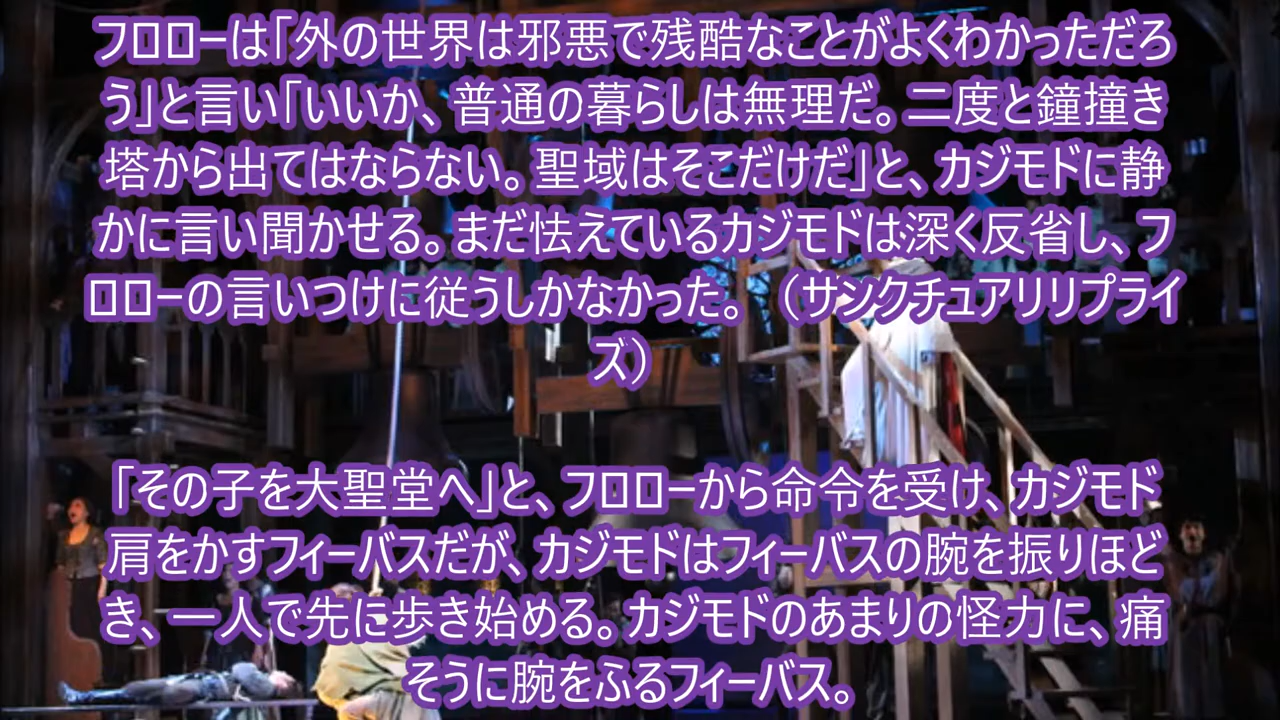 フロローは「外の世界は邪悪で残酷なことがよくわかっただろ
う」と言い「いいか、普通の暮らしは無理だ。二度と鐘撞き
塔から出てはならない。聖域はそこだけだ」と、カジモドに静
かに言い聞かせる。まだ怯えているカジモドは深く反省し、フ
ロローの言いつけに従うしかなかった。（サンクチュアリリプライ
ズ）
「その子を大聖堂へ」と、フロローから命令を受け、カジモド
肩をかすフィーバスだが、カジモドはフィーバスの腕を振りほど
き、一人で先に歩き始める。カジモドのあまりの怪力に、痛
そうに腕をふるフィーバス。